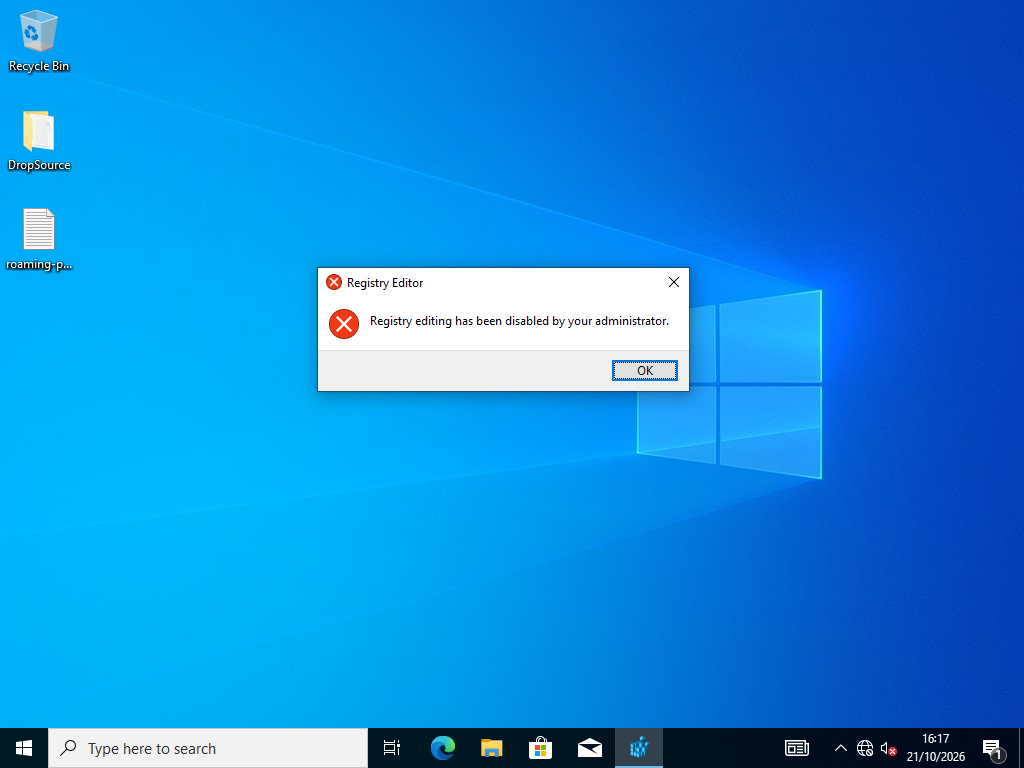 Recycle Bin
DropSource
roaming-p...
Registry Editor
Registry editing has been disabled by your administrator.
OK
Type here to search
16:17
21/10/2026
1